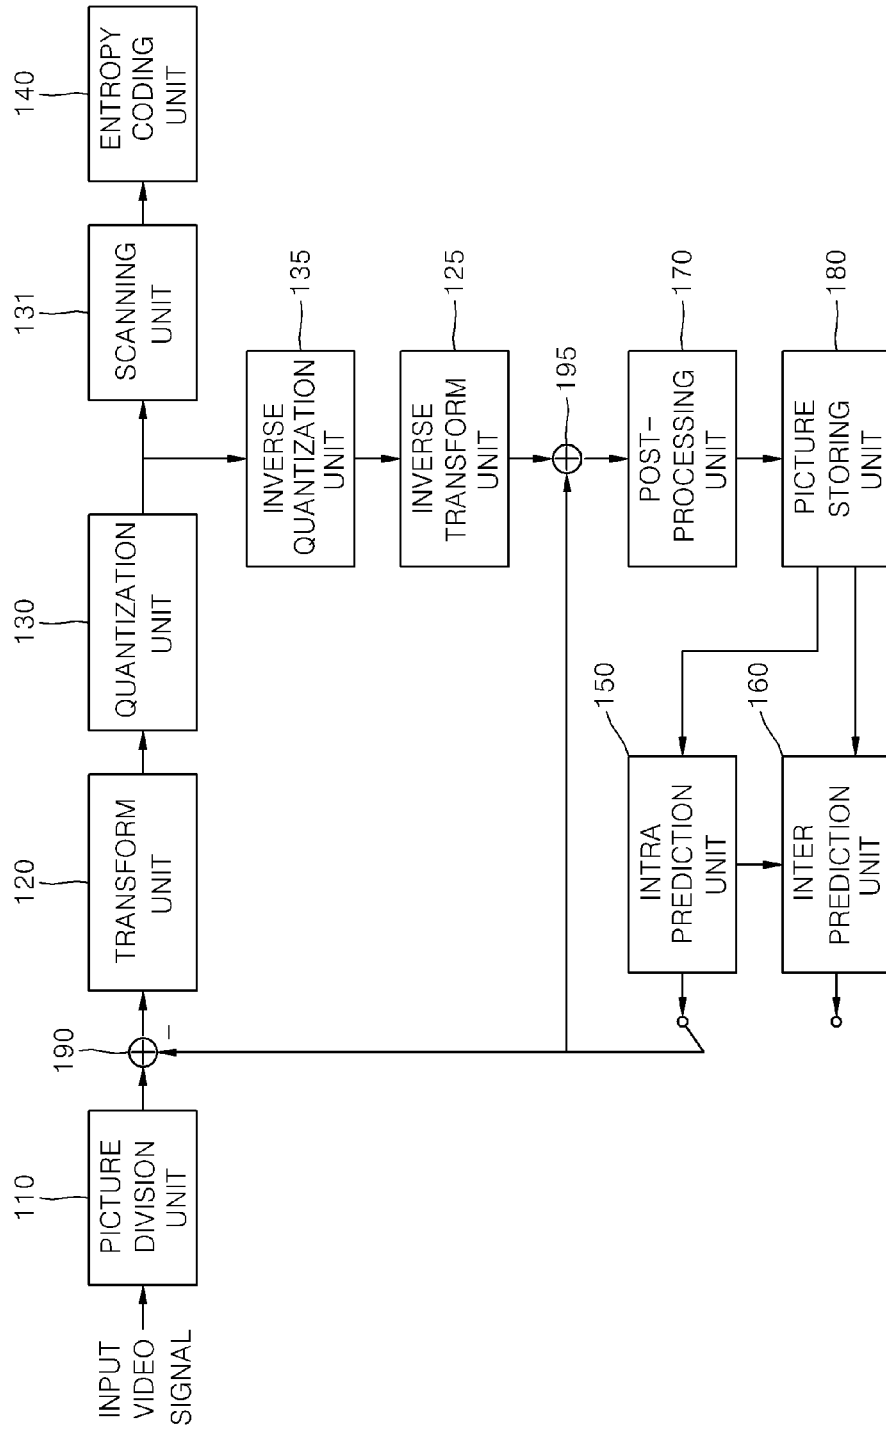 INPUT
VIDEO
SIGNAL
110
PICTURE
DIVISION
UNIT
190
−
120
TRANSFORM
UNIT
130
QUANTIZATION
UNIT
131
SCANNING
UNIT
140
ENTROPY
CODING
UNIT
INVERSE
QUANTIZATION
UNIT
135
INVERSE
TRANSFORM
UNIT
125
195
150
INTRA
PREDICTION
UNIT
POST-
PROCESSING
UNIT
170
160
INTER
PREDICTION
UNIT
PICTURE
STORING
UNIT
180